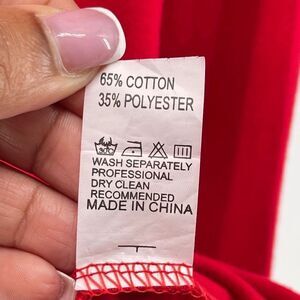 65% COTTON
35% POLYESTER
WASH SEPARATELY
PROFESSIONAL
DRY CLEAN
RECOMMENDED
MADE IN CHINA